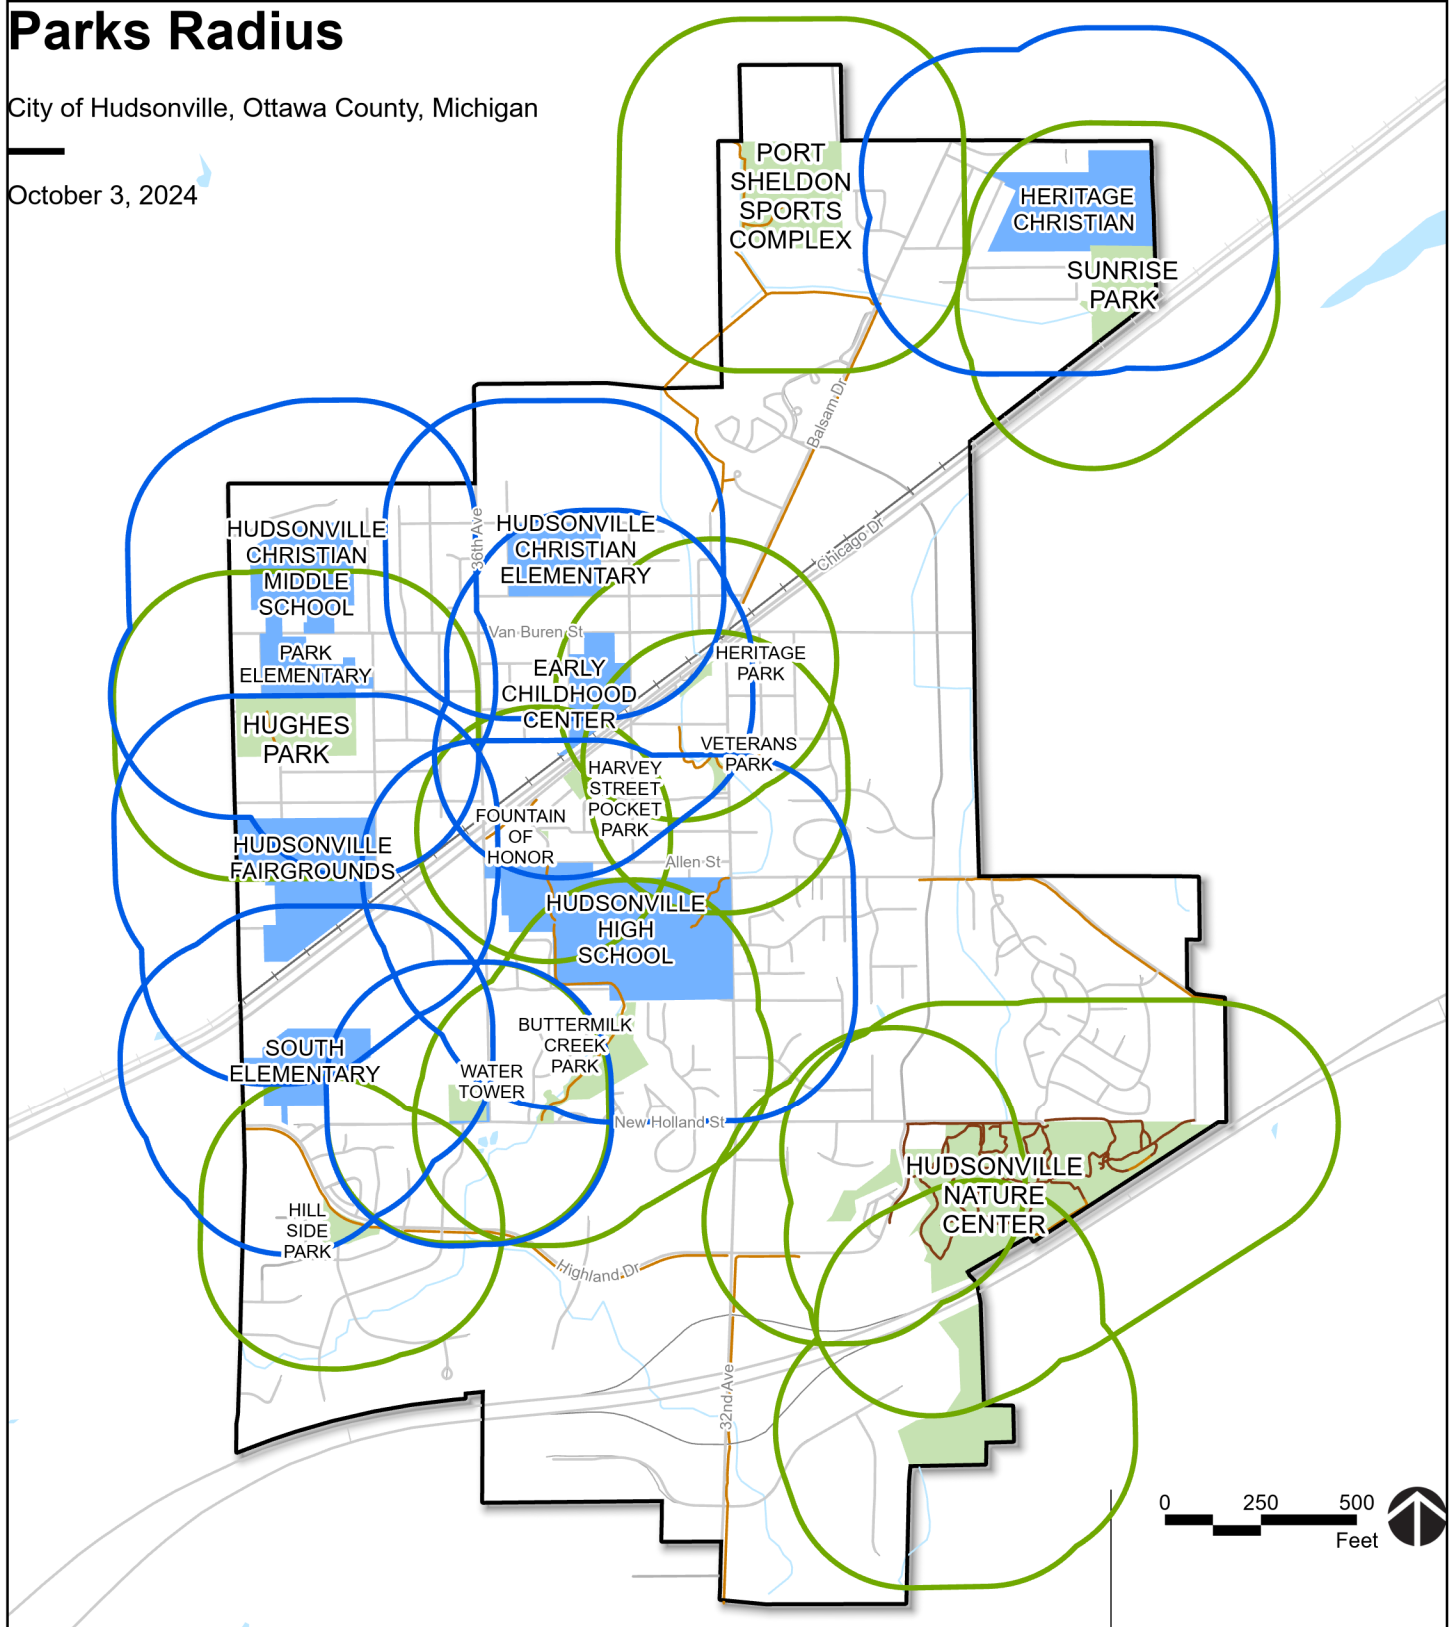 Parks Radius
City of Hudsonville, Ottawa County, Michigan
October 3, 2024
PORT
SHELDON
SPORTS
COMPLEX
HERITAGE
CHRISTIAN
SUNRISE
PARK
Balsam Dr
Chicago Dr
36th Ave
HUDSONVILLE
CHRISTIAN
MIDDLE
SCHOOL
HUDSONVILLE
CHRISTIAN
ELEMENTARY
Van Buren St
PARK
ELEMENTARY
EARLY
CHILDHOOD
CENTER
HERITAGE
PARK
HUGHES
PARK
VETERANS
PARK
HARVEY
STREET
POCKET
PARK
FOUNTAIN
OF
HONOR
HUDSONVILLE
FAIRGROUNDS
Allen St
HUDSONVILLE
HIGH
SCHOOL
SOUTH
ELEMENTARY
BUTTERMILK
CREEK
PARK
WATER
TOWER
New Holland St
HUDSONVILLE
NATURE
CENTER
HILL
SIDE
PARK
Highland Dr
32nd Ave
0 250 500
Feet